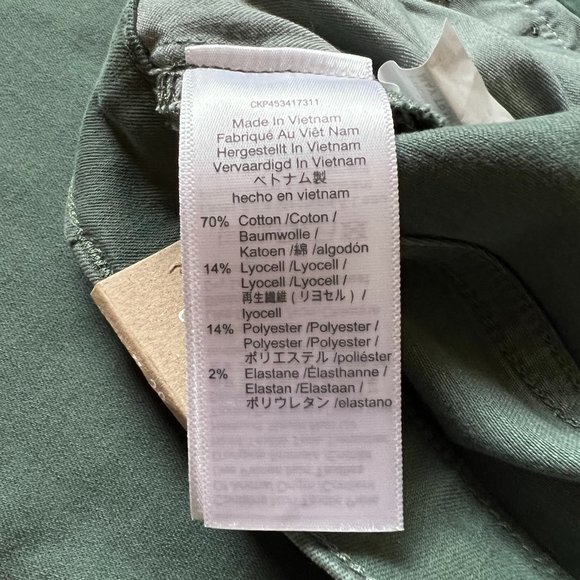 CKP453417311
Made In Vietnam
Fabriqué Au Viêt Nam
Hergestellt In Vietnam
Vervaardigd In Vietnam
ベトナム製
hecho en vietnam
70% Cotton /Coton /
Baumwolle /
Katoen /綿 /algodón
14% Lyocell /Lyocell /
Lyocell /Lyocell /
再生繊維 ( リヨセル ) /
lyocell
14% Polyester /Polyester /
Polyester /Polyester /
ポリエステル /poliéster
2% Elastane /Élasthanne /
Elastan /Elastaan /
ポリウレタン /elastano